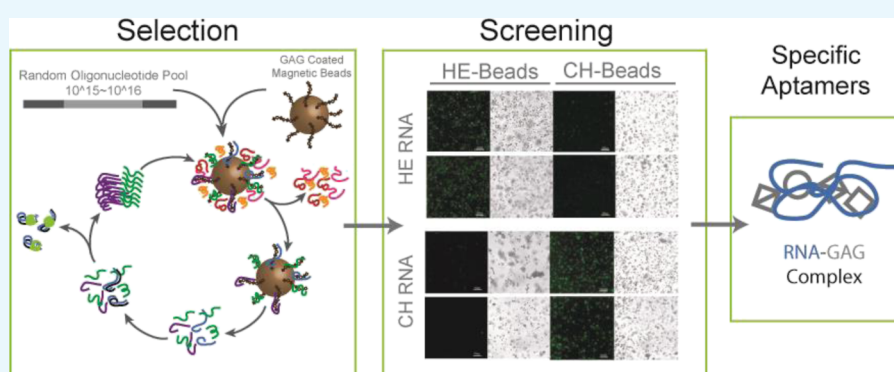 Selection
Random Oligonucleotide Pool
10^15~10^16
GAG Coated
Magnetic Beads
Screening
HE-Beads
CH-Beads
HE RNA
CH RNA
Specific
Aptamers
RNA-GAG
Complex